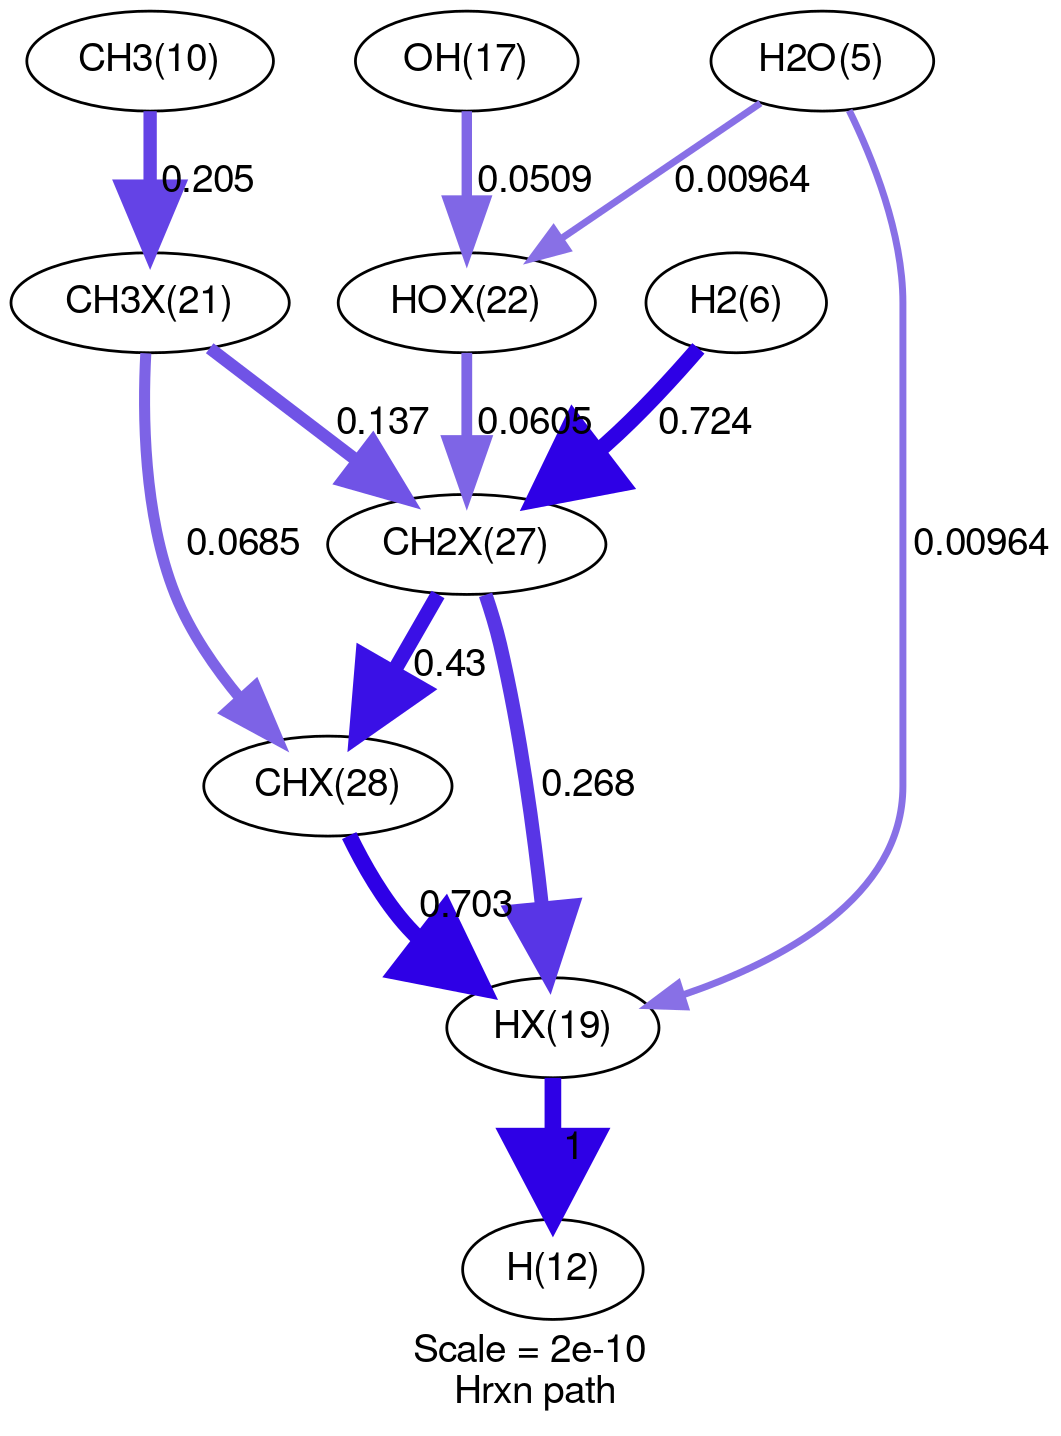 CH3(10)
OH(17)
H2O(5)
0.205
0.0509
0.00964
CH3X(21)
HOX(22)
H2(6)
0.137
0.0605
0.724
0.0685
CH2X(27)
0.00964
0.43
CHX(28)
0.268
0.703
HX(19)
1
H(12)
Scale = 2e-10
Hrxn path